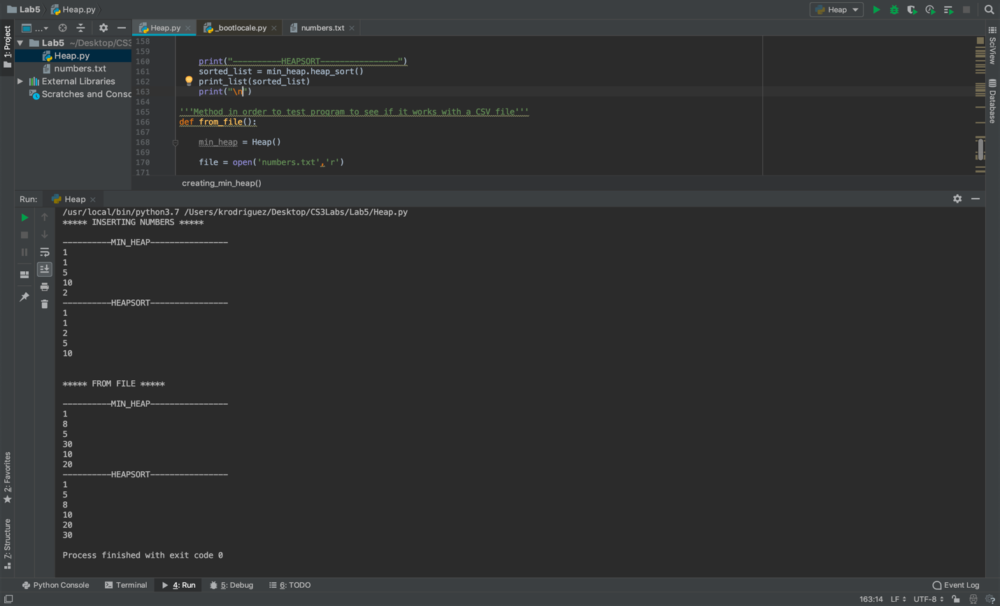 Lab5 Heap.py
Heap
1: Project
...
Heap.py _bootlocale.py numbers.txt
Lab5 ~/Desktop/CS3
Heap.py
numbers.txt
External Libraries
Scratches and Consc
158
159
160 print("----------HEAPSORT----------------")
161 sorted_list = min_heap.heap_sort()
162 print_list(sorted_list)
163 print("\n")
164
165 '''Method in order to test program to see if it works with a CSV file'''
166 def from_file():
167
168 min_heap = Heap()
169
170 file = open('numbers.txt','r')
171
creating_min_heap()
SciView
Database
Run: Heap
/usr/local/bin/python3.7 /Users/krodriguez/Desktop/CS3Labs/Lab5/Heap.py
***** INSERTING NUMBERS *****
----------MIN_HEAP----------------
1
1
5
10
2
----------HEAPSORT----------------
1
1
2
5
10
***** FROM FILE *****
----------MIN_HEAP----------------
1
8
5
30
10
20
----------HEAPSORT----------------
1
5
8
10
20
30
Process finished with exit code 0
2: Favorites
7: Structure
Python Console Terminal 4: Run 5: Debug 6: TODO Event Log
163:14 LF UTF-8